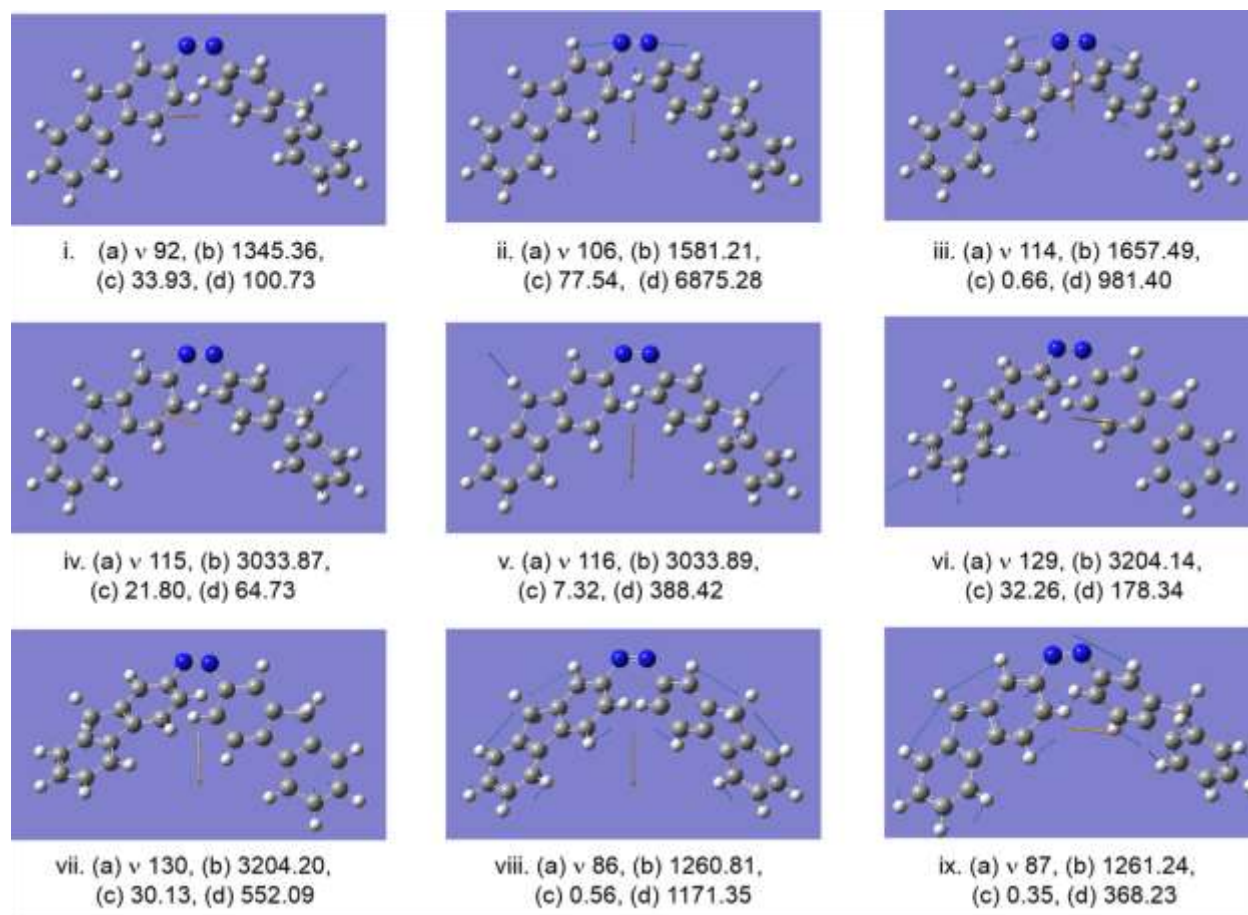 i. (a) ν 92, (b) 1345.36,
(c) 33.93, (d) 100.73
ii. (a) ν 106, (b) 1581.21,
(c) 77.54, (d) 6875.28
iii. (a) ν 114, (b) 1657.49,
(c) 0.66, (d) 981.40
iv. (a) ν 115, (b) 3033.87,
(c) 21.80, (d) 64.73
v. (a) ν 116, (b) 3033.89,
(c) 7.32, (d) 388.42
vi. (a) ν 129, (b) 3204.14,
(c) 32.26, (d) 178.34
vii. (a) ν 130, (b) 3204.20,
(c) 30.13, (d) 552.09
viii. (a) ν 86, (b) 1260.81,
(c) 0.56, (d) 1171.35
ix. (a) ν 87, (b) 1261.24,
(c) 0.35, (d) 368.23